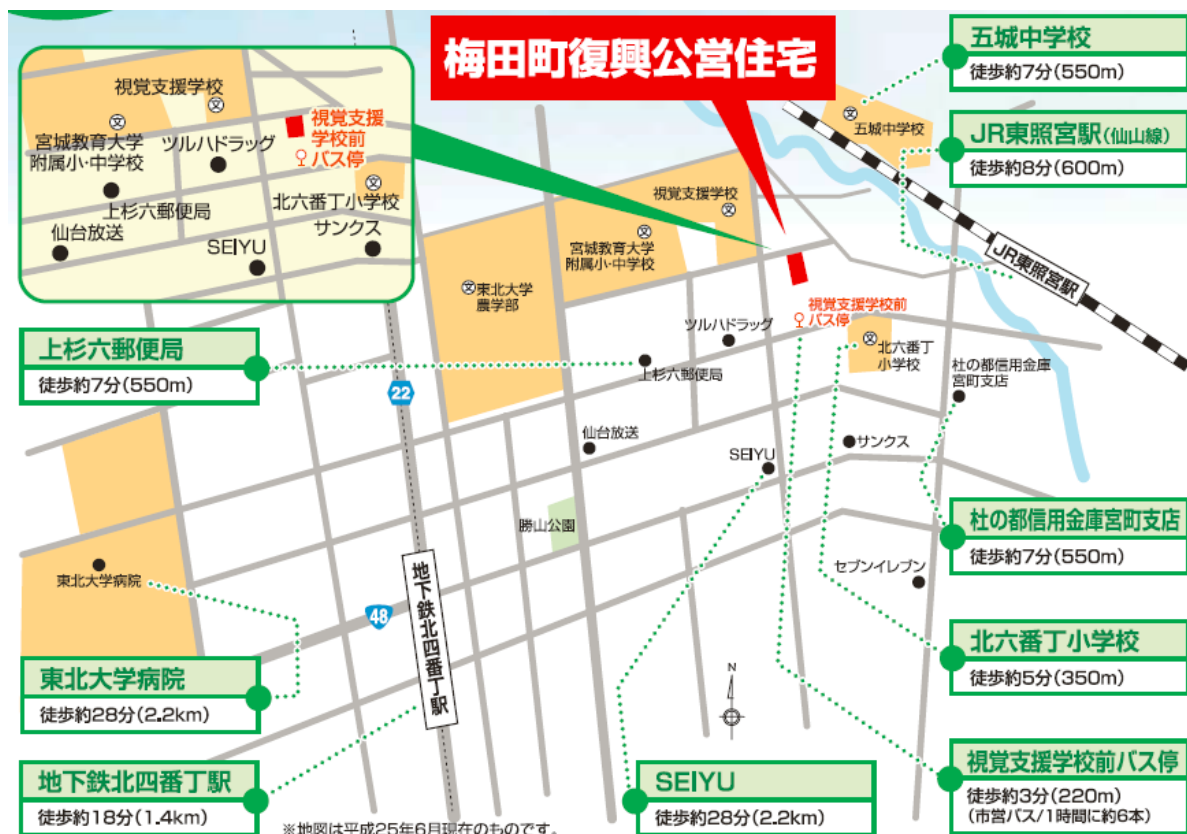 梅田町復興公営住宅
視覚支援学校
宮城教育大学
附属小・中学校
ツルハドラッグ
視覚支援
学校前
バス停
上杉六郵便局
北六番丁小学校
仙台放送
サンクス
SEIYU
五城中学校
徒歩約7分(550m)
JR東照宮駅(仙山線)
徒歩約8分(600m)
五城中学校
JR東照宮駅
視覚支援学校
宮城教育大学
附属小・中学校
東北大学
農学部
視覚支援学校前
バス停
ツルハドラッグ
北六番丁
小学校
上杉六郵便局
杜の都信用金庫
宮町支店
上杉六郵便局
徒歩約7分(550m)
22
仙台放送
サンクス
SEIYU
勝山公園
セブンイレブン
杜の都信用金庫宮町支店
徒歩約7分(550m)
東北大学病院
48
地下鉄北四番丁駅
N
北六番丁小学校
徒歩約5分(350m)
東北大学病院
徒歩約28分(2.2km)
地下鉄北四番丁駅
徒歩約18分(1.4km)
SEIYU
徒歩約28分(2.2km)
視覚支援学校前バス停
徒歩約3分(220m)
(市営バス/1時間に約6本)
※地図は平成25年6月現在のものです。